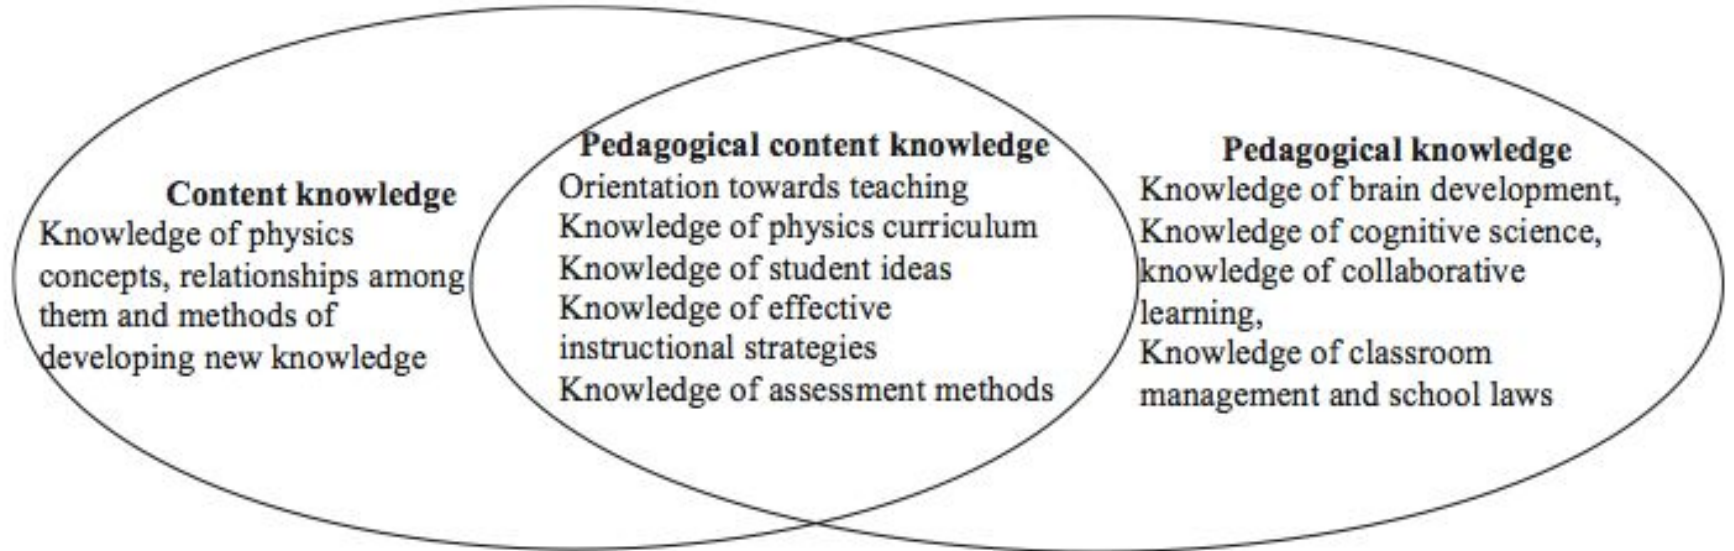 Content knowledge
Knowledge of physics
concepts, relationships among
them and methods of
developing new knowledge
Pedagogical content knowledge
Orientation towards teaching
Knowledge of physics curriculum
Knowledge of student ideas
Knowledge of effective
instructional strategies
Knowledge of assessment methods
Pedagogical knowledge
Knowledge of brain development,
Knowledge of cognitive science,
knowledge of collaborative
learning,
Knowledge of classroom
management and school laws